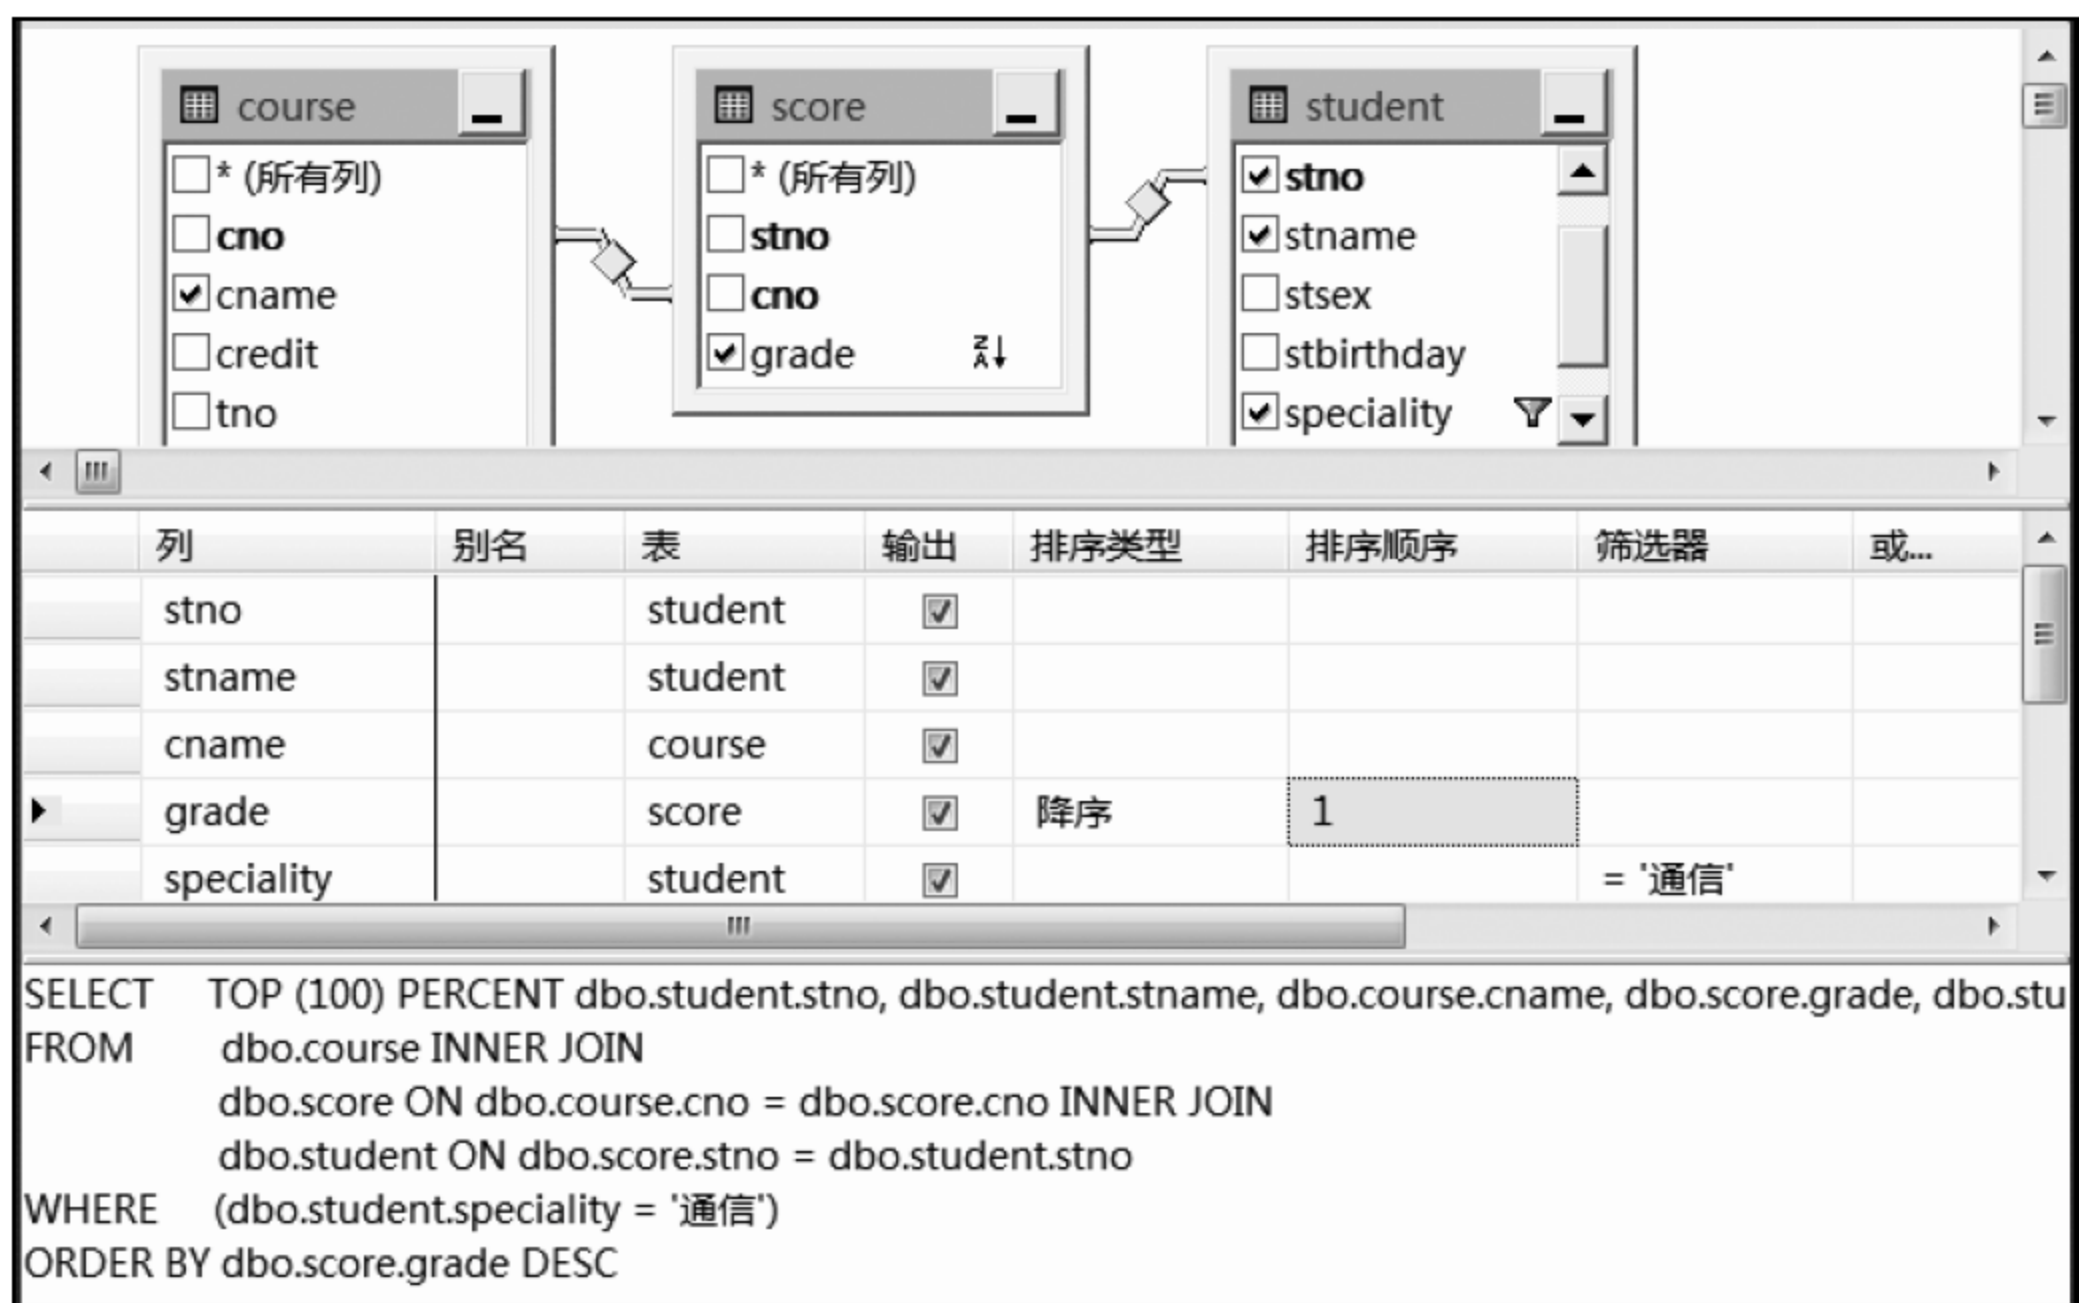 course
* (所有列)
cno
cname
credit
tno
score
* (所有列)
stno
cno
grade
student
stno
stname
stsex
stbirthday
speciality
列 别名 表 输出 排序类型 排序顺序 筛选器 或...
stno student
stname student
cname course
grade score 降序 1
speciality student = '通信'
SELECT TOP (100) PERCENT dbo.student.stno, dbo.student.stname, dbo.course.cname, dbo.score.grade, dbo.stu
FROM dbo.course INNER JOIN
dbo.score ON dbo.course.cno = dbo.score.cno INNER JOIN
dbo.student ON dbo.score.stno = dbo.student.stno
WHERE (dbo.student.speciality = '通信')
ORDER BY dbo.score.grade DESC